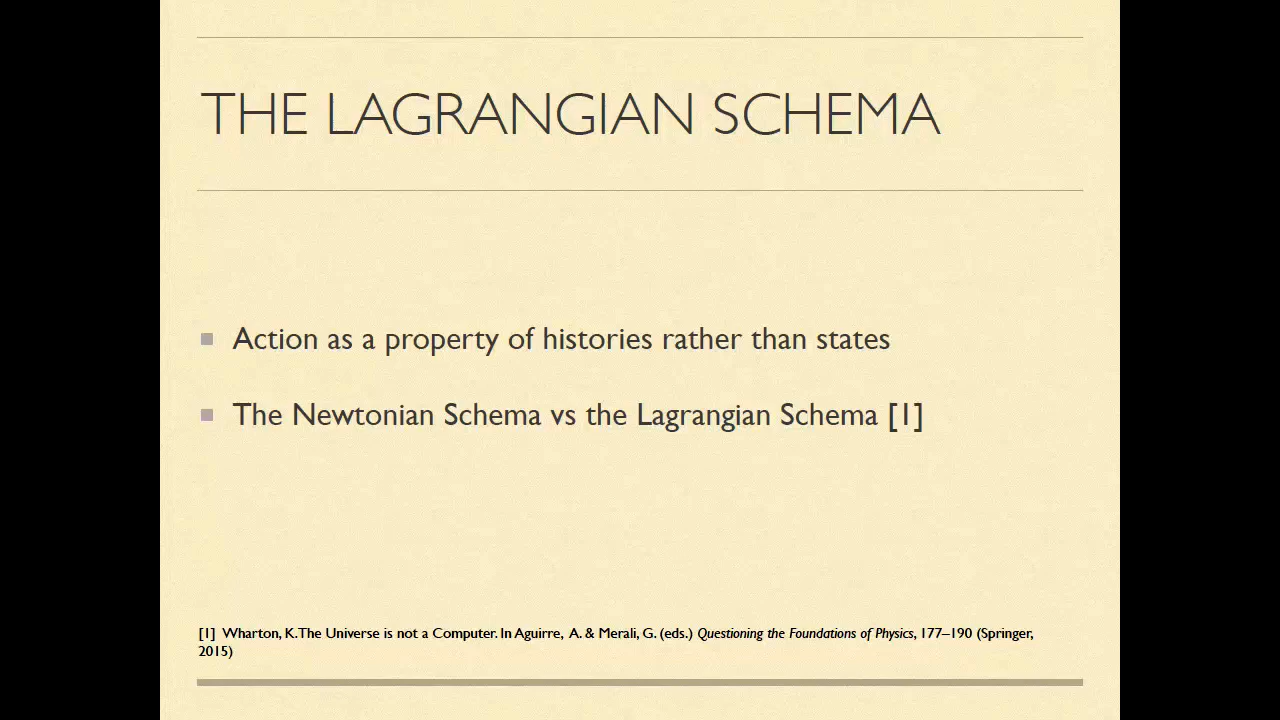 THE LAGRANGIAN SCHEMA
Action as a property of histories rather than states
The Newtonian Schema vs the Lagrangian Schema [1]
[1] Wharton, K.The Universe is not a Computer. In Aguirre, A. & Merali, G. (eds.) Questioning the Foundations of Physics, 177–190 (Springer,
2015)